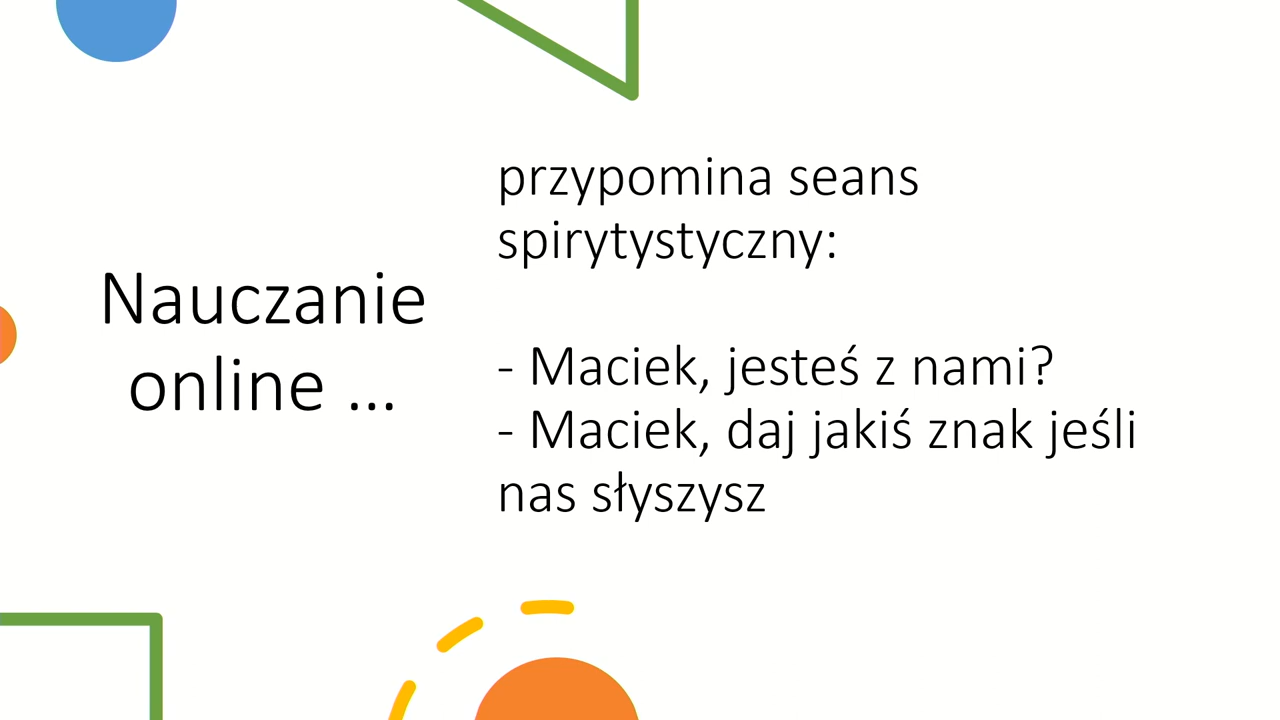 Nauczanie
online ...
przypomina seans
spirytystyczny:
- Maciek, jesteś z nami?
- Maciek, daj jakiś znak jeśli
nas słyszysz